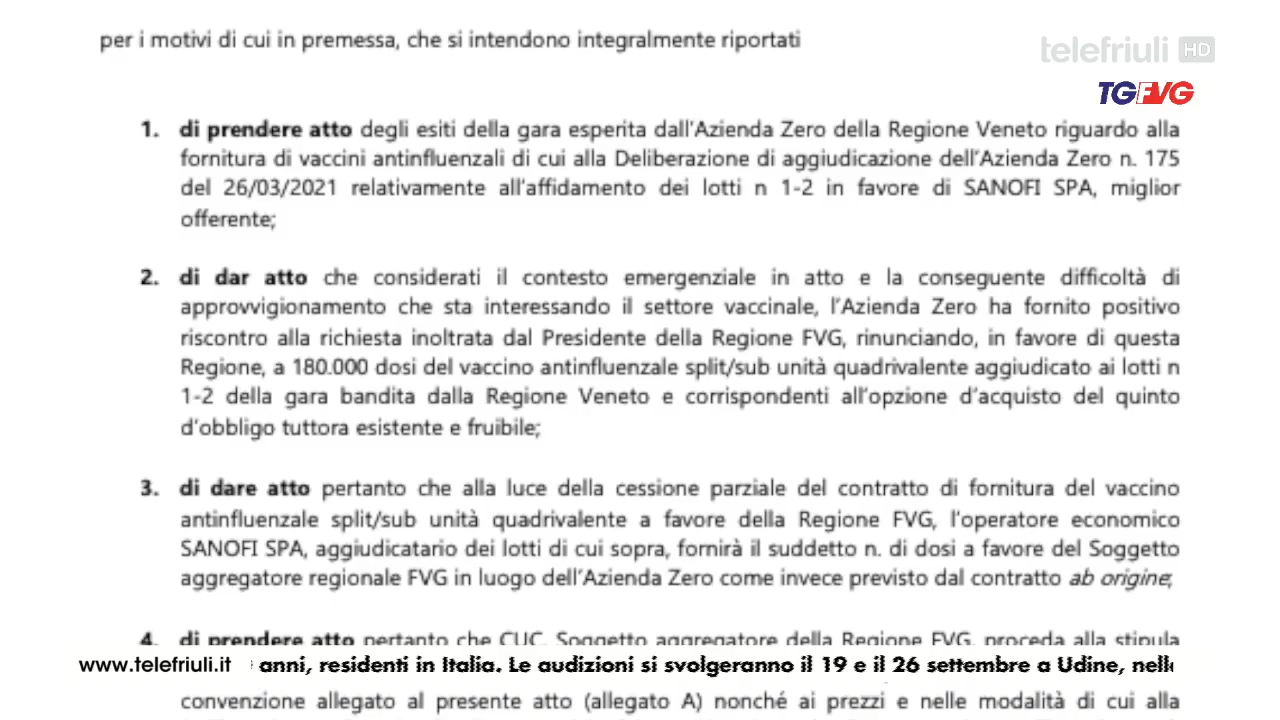 per i motivi di cui in premessa, che si intendono integralmente riportati
telefriuli HD
TGFVG
1. di prendere atto degli esiti della gara esperita dall'Azienda Zero della Regione Veneto riguardo alla
fornitura di vaccini antinfluenzali di cui alla Deliberazione di aggiudicazione dell'Azienda Zero n. 175
del 26/03/2021 relativamente all'affidamento dei lotti n 1-2 in favore di SANOFI SPA, miglior
offerente;
2. di dar atto che considerati il contesto emergenziale in atto e la conseguente difficoltà di
approvvigionamento che sta interessando il settore vaccinale, l'Azienda Zero ha fornito positivo
riscontro alla richiesta inoltrata dal Presidente della Regione FVG, rinunciando, in favore di questa
Regione, a 180.000 dosi del vaccino antinfluenzale split/sub unità quadrivalente aggiudicato ai lotti n
1-2 della gara bandita dalla Regione Veneto e corrispondenti all'opzione d'acquisto del quinto
d'obbligo tuttora esistente e fruibile;
3. di dare atto pertanto che alla luce della cessione parziale del contratto di fornitura del vaccino
antinfluenzale split/sub unità quadrivalente a favore della Regione FVG, l'operatore economico
SANOFI SPA, aggiudicatario dei lotti di cui sopra, fornirà il suddetto n. di dosi a favore del Soggetto
aggregatore regionale FVG in luogo dell'Azienda Zero come invece previsto dal contratto ab origine;
4. di prendere atto pertanto che CUC, Soggetto aggregatore della Regione FVG, proceda alla stipula
www.telefriuli.it anni, residenti in Italia. Le audizioni si svolgeranno il 19 e il 26 settembre a Udine,
convenzione allegato al presente atto (allegato A) nonché ai prezzi e nelle modalità di cui alla